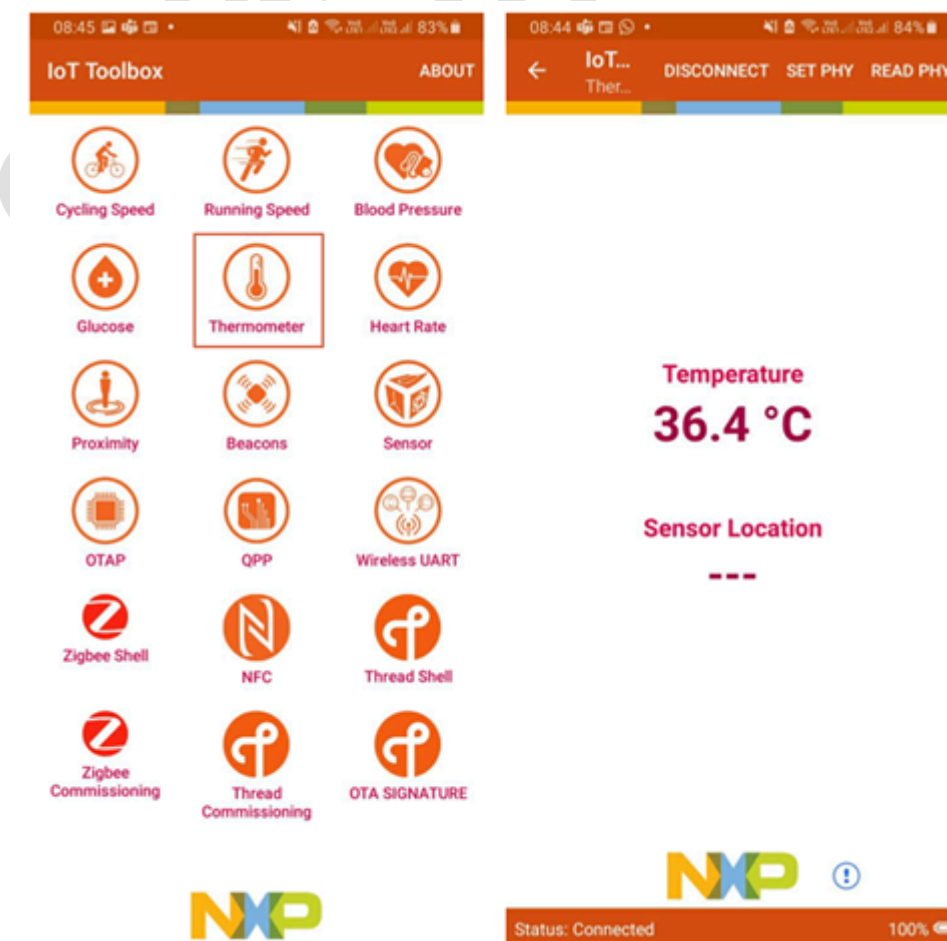 08:45
83%
IoT Toolbox
ABOUT
Cycling Speed
Running Speed
Blood Pressure
Glucose
Thermometer
Heart Rate
Proximity
Beacons
Sensor
OTAP
QPP
Wireless UART
Zigbee Shell
NFC
Thread Shell
Zigbee
Commissioning
Thread
Commissioning
OTA SIGNATURE
NXP
08:44
84%
IoT...
Ther...
DISCONNECT
SET PHY
READ PHY
Temperature
36.4 °C
Sensor Location
---
NXP
Status: Connected
100%